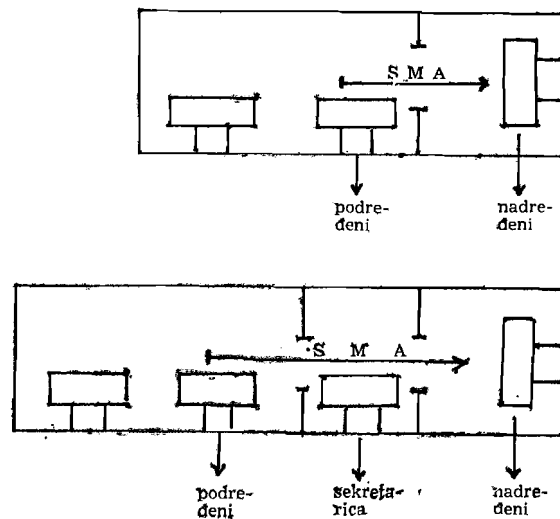 S M A
podre-
đeni
nadre-
đeni
S M A
podre-
đeni
sekreta-
rica
nadre-
đeni